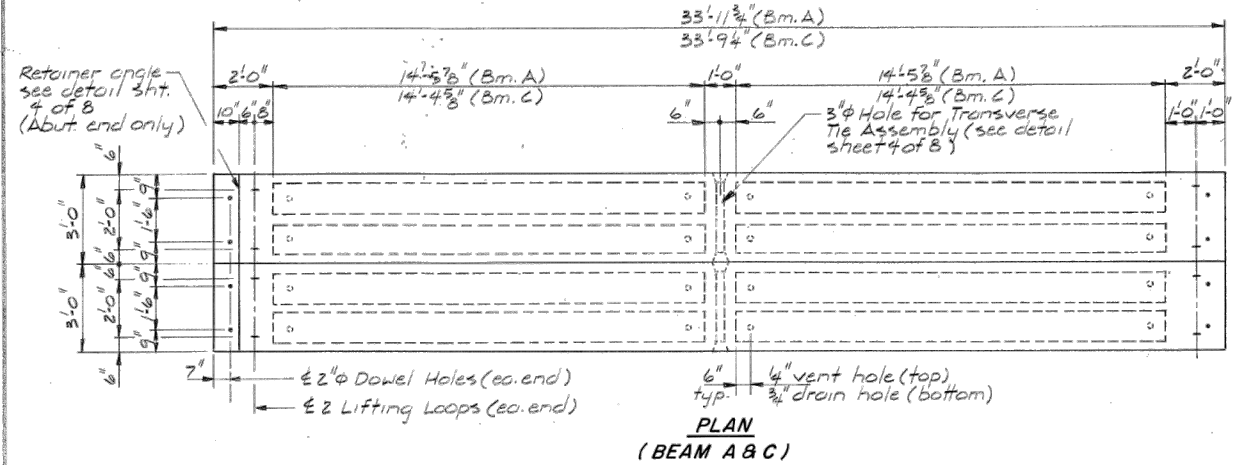 33'-11¾" (Bm. A)
33'-9¼" (Bm. C)
2'-0"
14'-5⅞" (Bm. A)
14'-4⅝" (Bm. C)
1'-0"
14'-5⅞" (Bm. A)
14'-4⅝" (Bm. C)
2'-0"
Retainer angle
see detail sht.
4 of 8
(Abut. end only)
10" 6" 8"
6" 6"
3"φ Hole for Transverse
Tie Assembly (see detail
sheet 4 of 8)
1'-0" 1'-0"
6"
9"
3'-0"
2'-0"
1'-6"
6"
9"
6"
9"
3'-0"
2'-0"
1'-6"
9"
6"
7"
℄ 2"φ Dowel Holes (ea. end)
℄ 2 Lifting Loops (ea. end)
6"
typ.
¼" vent hole (top)
¾" drain hole (bottom)
PLAN
(BEAM A & C)